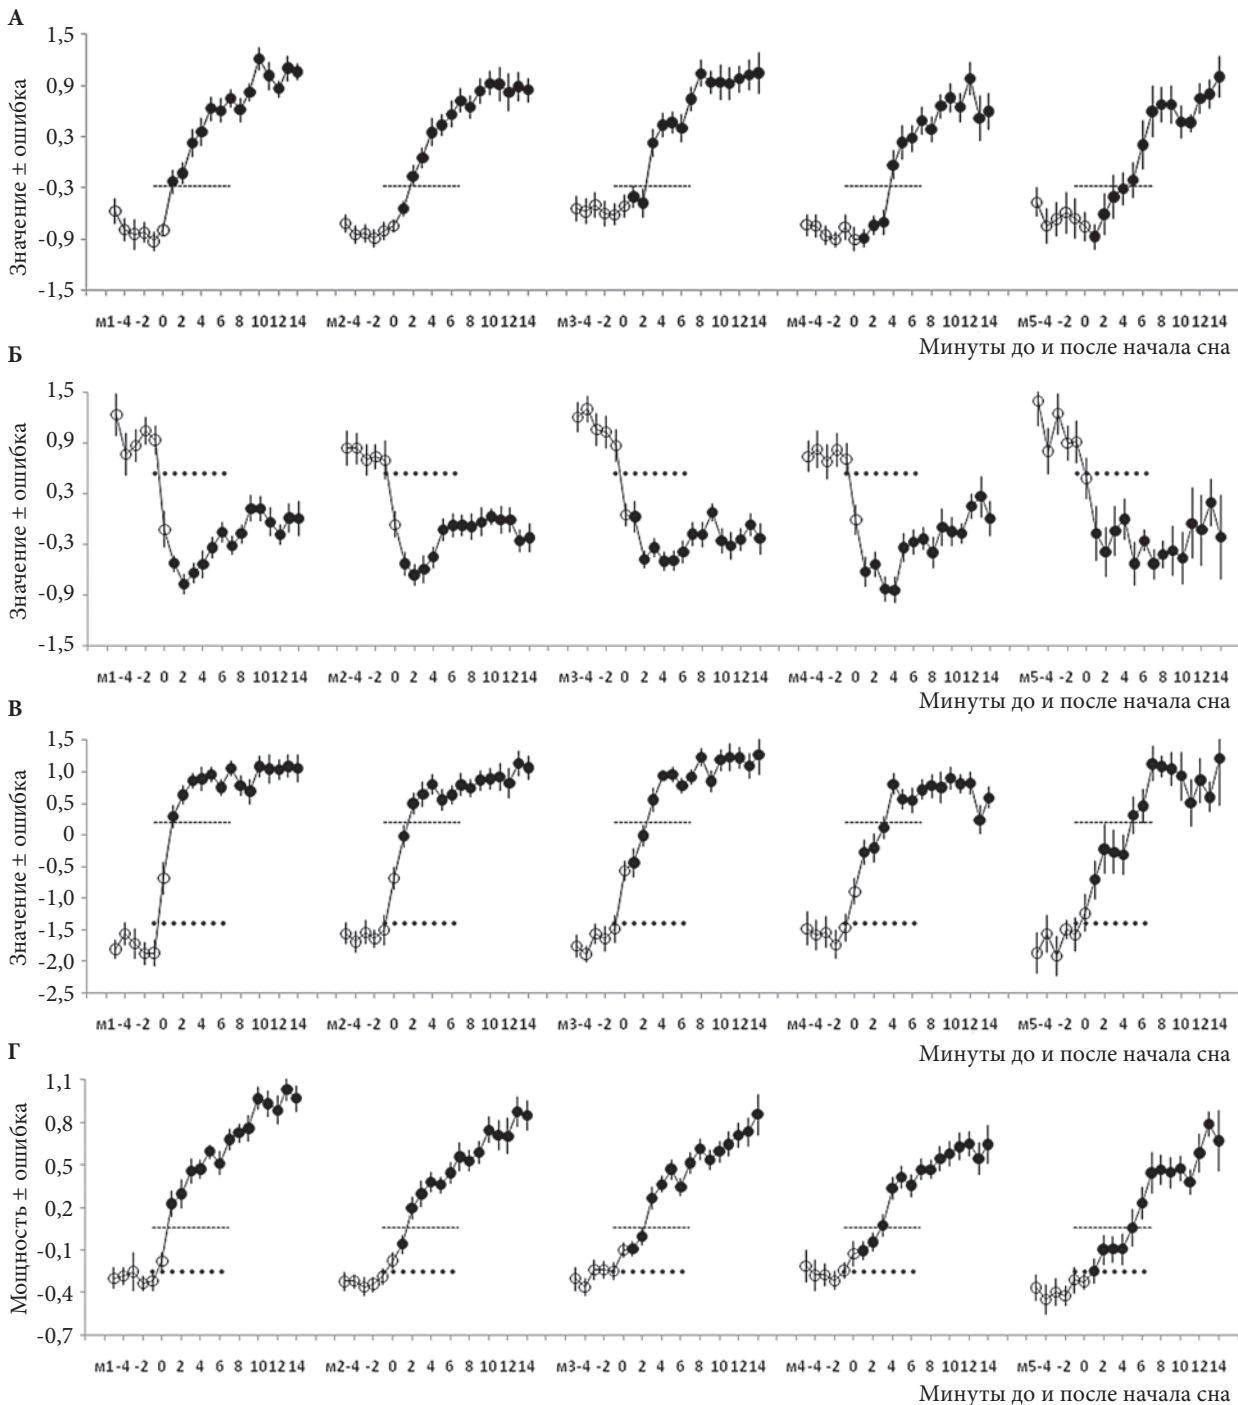 А
Значение ± ошибка
1,5
0,9
0,3
-0,3
-0,9
-1,5
м1 -4 -2 0 2 4 6 8 10 12 14 м2 -4 -2 0 2 4 6 8 10 12 14 м3 -4 -2 0 2 4 6 8 10 12 14 м4 -4 -2 0 2 4 6 8 10 12 14 м5 -4 -2 0 2 4 6 8 10 12 14
Минуты до и после начала сна
Б
Значение ± ошибка
1,5
0,9
0,3
-0,3
-0,9
-1,5
м1 -4 -2 0 2 4 6 8 10 12 14 м2 -4 -2 0 2 4 6 8 10 12 14 м3 -4 -2 0 2 4 6 8 10 12 14 м4 -4 -2 0 2 4 6 8 10 12 14 м5 -4 -2 0 2 4 6 8 10 12 14
Минуты до и после начала сна
В
Значение ± ошибка
1,5
1,0
0,5
0
-0,5
-1,0
-1,5
-2,0
-2,5
м1 -4 -2 0 2 4 6 8 10 12 14 м2 -4 -2 0 2 4 6 8 10 12 14 м3 -4 -2 0 2 4 6 8 10 12 14 м4 -4 -2 0 2 4 6 8 10 12 14 м5 -4 -2 0 2 4 6 8 10 12 14
Минуты до и после начала сна
Г
Мощность ± ошибка
1,1
0,8
0,5
0,2
-0,1
-0,4
-0,7
м1 -4 -2 0 2 4 6 8 10 12 14 м2 -4 -2 0 2 4 6 8 10 12 14 м3 -4 -2 0 2 4 6 8 10 12 14 м4 -4 -2 0 2 4 6 8 10 12 14 м5 -4 -2 0 2 4 6 8 10 12 14
Минуты до и после начала сна